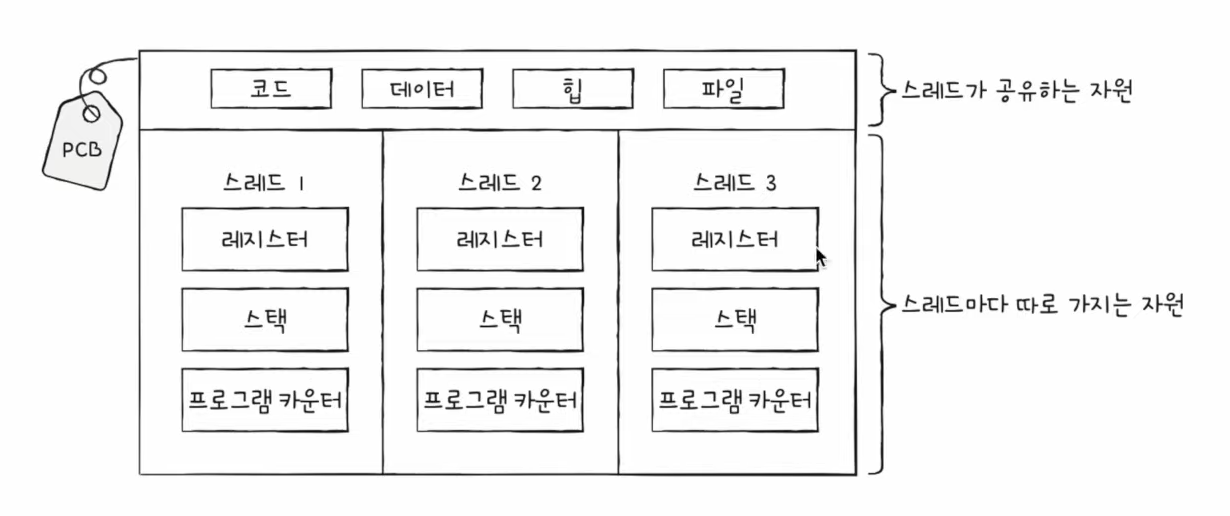 코드 데이터 힙 파일
스레드가 공유하는 자원
PCB
스레드 1 스레드 2 스레드 3
레지스터 레지스터 레지스터
스택 스택 스택
스레드마다 따로 가지는 자원
프로그램 카운터 프로그램 카운터 프로그램 카운터